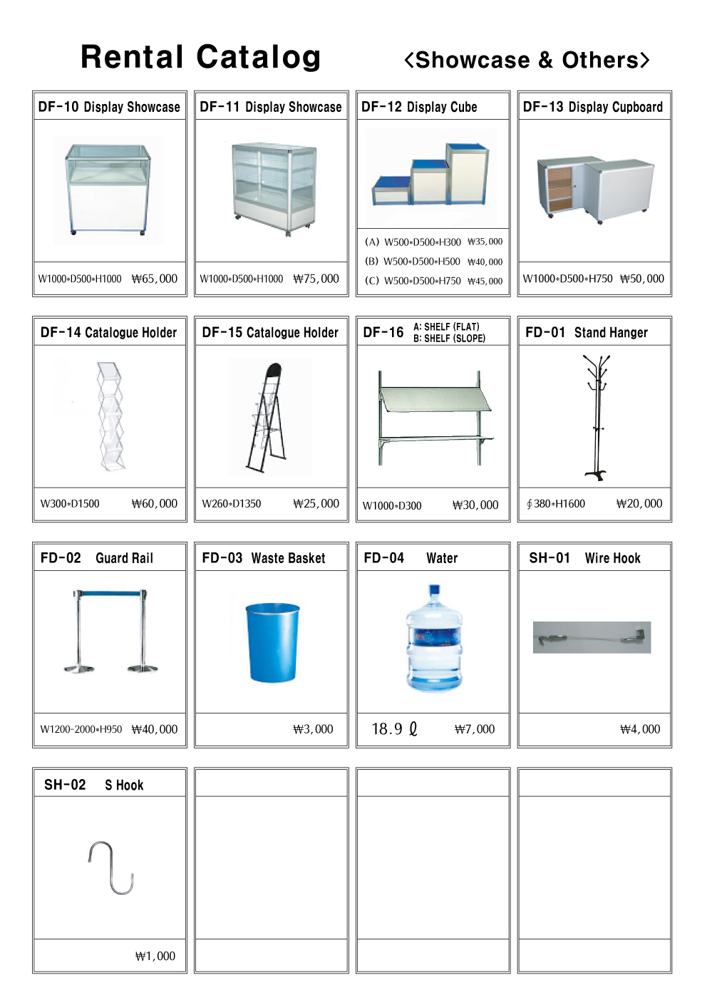 Rental Catalog
<Showcase & Others>
DF-10 Display Showcase
W1000*D500*H1000 ₩65,000
DF-11 Display Showcase
W1000*D500*H1000 ₩75,000
DF-12 Display Cube
(A) W500*D500*H300 ₩35,000
(B) W500*D500*H500 ₩40,000
(C) W500*D500*H750 ₩45,000
DF-13 Display Cupboard
W1000*D500*H750 ₩50,000
DF-14 Catalogue Holder
W300*D1500 ₩60,000
DF-15 Catalogue Holder
W260*D1350 ₩25,000
DF-16 A: SHELF (FLAT)
B: SHELF (SLOPE)
W1000*D300 ₩30,000
FD-01 Stand Hanger
∮380*H1600 ₩20,000
FD-02 Guard Rail
W1200-2000*H950 ₩40,000
FD-03 Waste Basket
₩3,000
FD-04 Water
18.9 ℓ ₩7,000
SH-01 Wire Hook
₩4,000
SH-02 S Hook
₩1,000